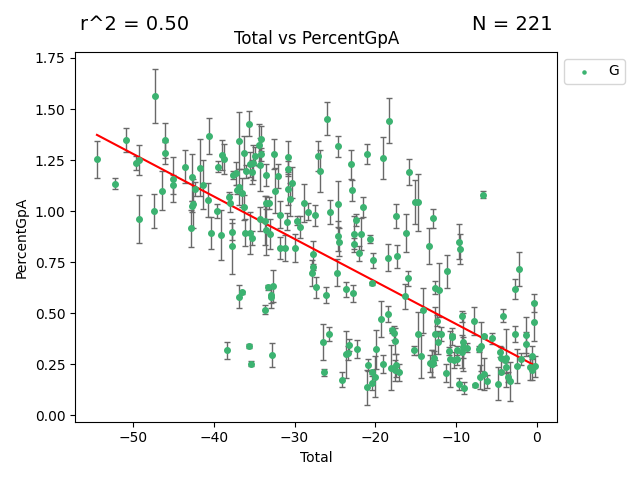 r^2 = 0.50 N = 221
Total vs PercentGpA
G
PercentGpA
1.75
1.50
1.25
1.00
0.75
0.50
0.25
0.00
−50 −40 −30 −20 −10 0
Total